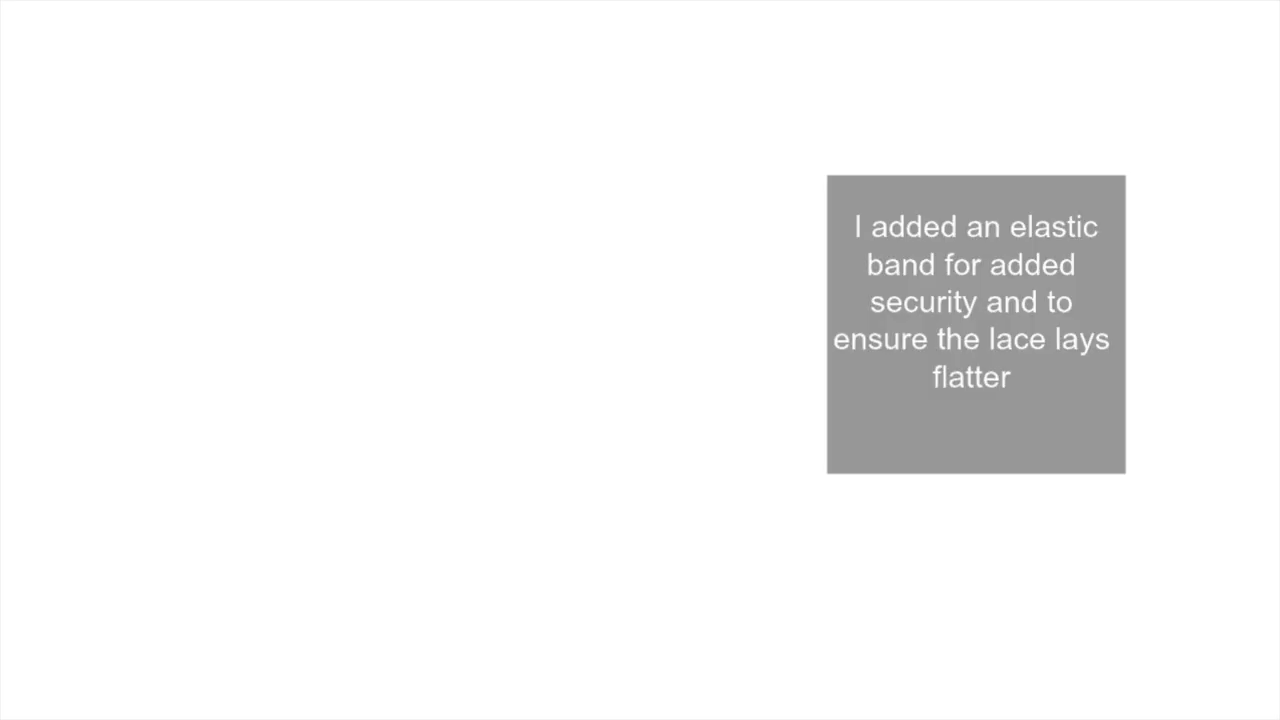 I added an elastic
band for added
security and to
ensure the lace lays
flatter